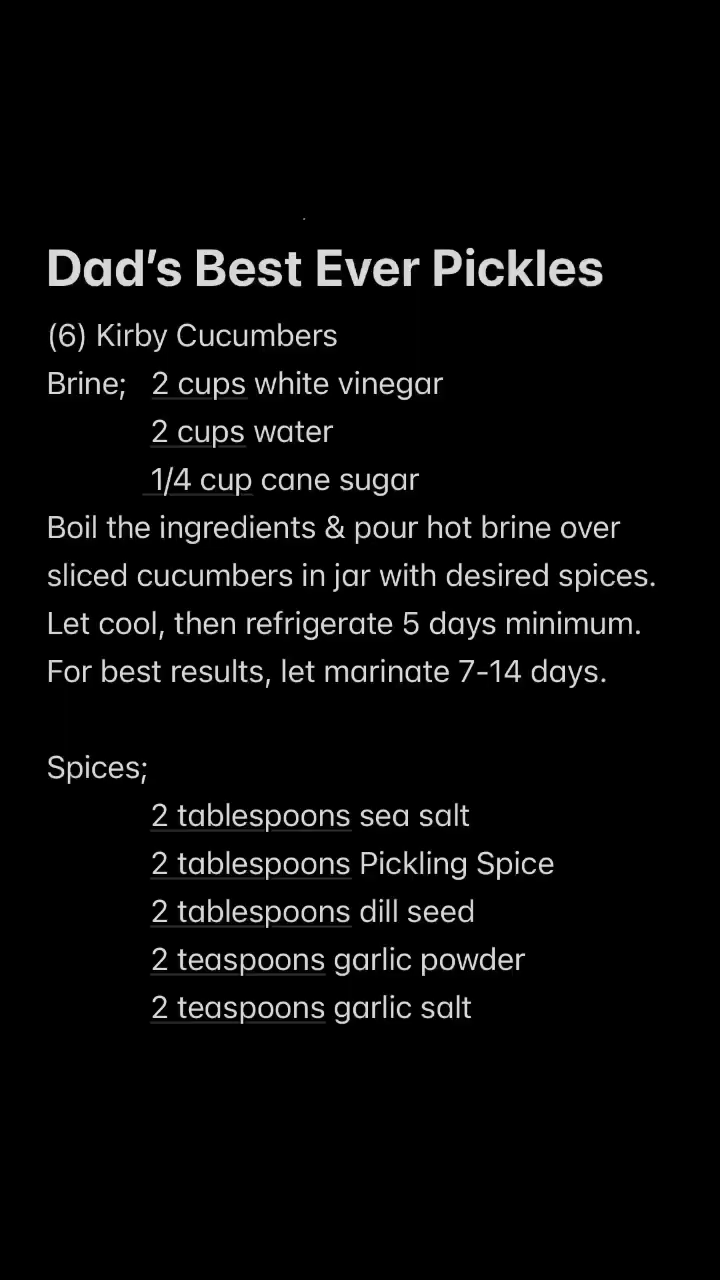 Dad's Best Ever Pickles
(6) Kirby Cucumbers
Brine; 2 cups white vinegar
2 cups water
1/4 cup cane sugar
Boil the ingredients & pour hot brine over
sliced cucumbers in jar with desired spices.
Let cool, then refrigerate 5 days minimum.
For best results, let marinate 7-14 days.
Spices;
2 tablespoons sea salt
2 tablespoons Pickling Spice
2 tablespoons dill seed
2 teaspoons garlic powder
2 teaspoons garlic salt